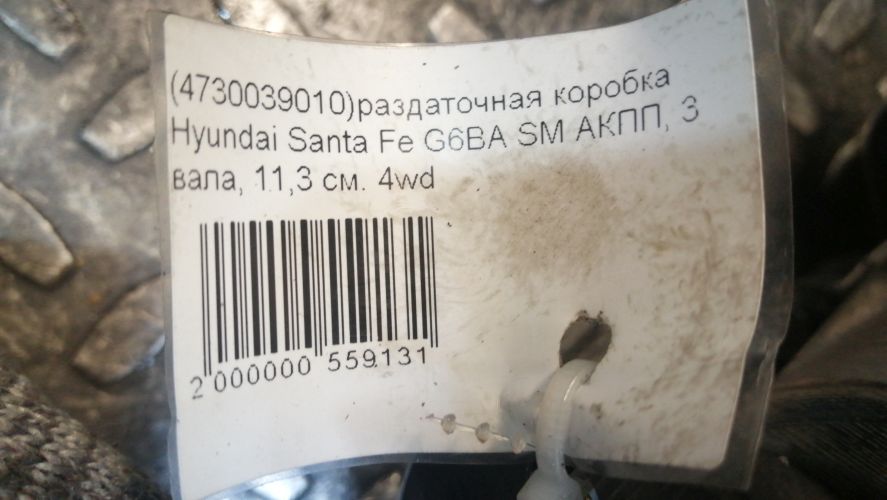 (4730039010)раздаточная коробка
Hyundai Santa Fe G6BA SM АКПП, 3
вала, 11,3 см. 4wd
2 000000 559131